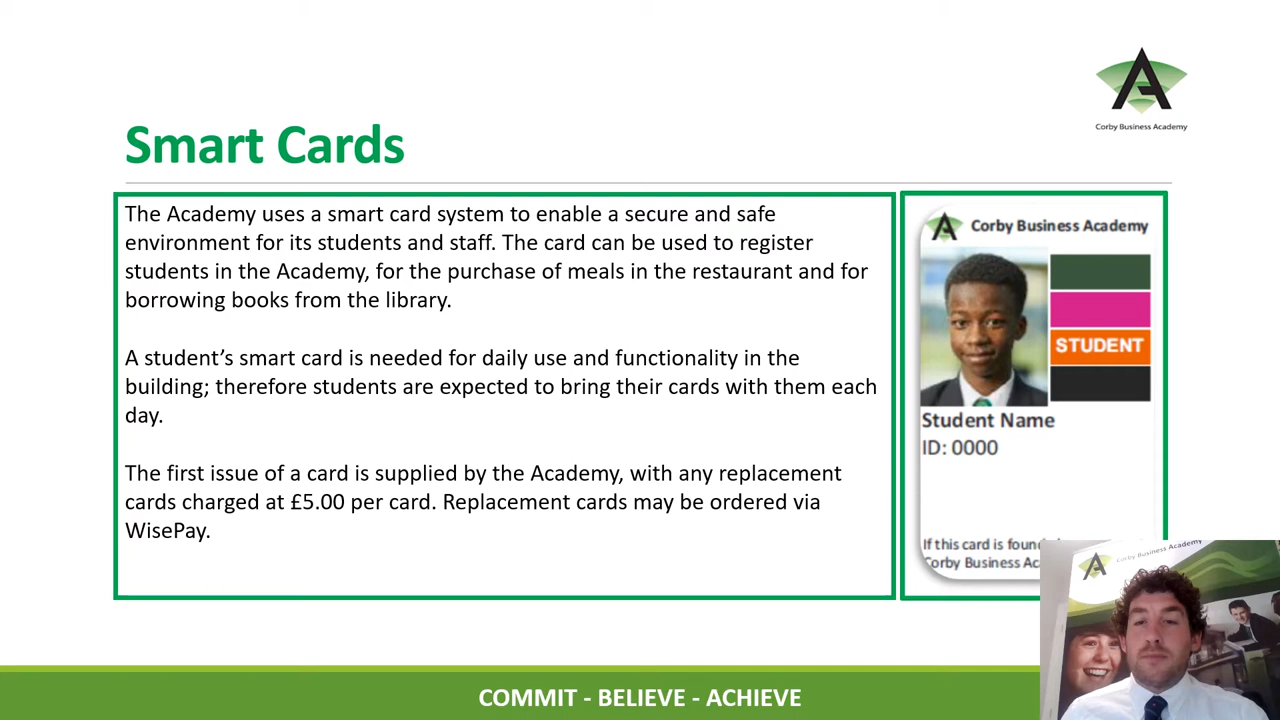 Corby Business Academy
Smart Cards
The Academy uses a smart card system to enable a secure and safe
environment for its students and staff. The card can be used to register
students in the Academy, for the purchase of meals in the restaurant and for
borrowing books from the library.
A student’s smart card is needed for daily use and functionality in the
building; therefore students are expected to bring their cards with them each
day.
The first issue of a card is supplied by the Academy, with any replacement
cards charged at £5.00 per card. Replacement cards may be ordered via
WisePay.
Corby Business Academy
STUDENT
Student Name
ID: 0000
If this card is found
Corby Business Ac
Corby Business Academy
COMMIT - BELIEVE - ACHIEVE